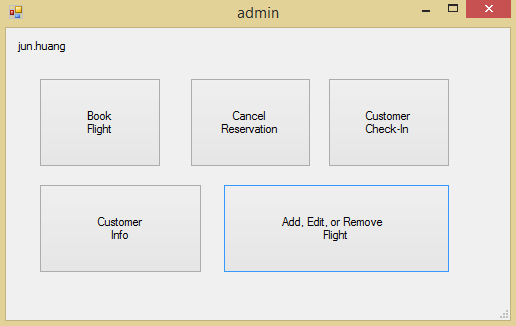 admin
jun.huang
Book
Flight
Cancel
Reservation
Customer
Check-In
Customer
Info
Add, Edit, or Remove
Flight